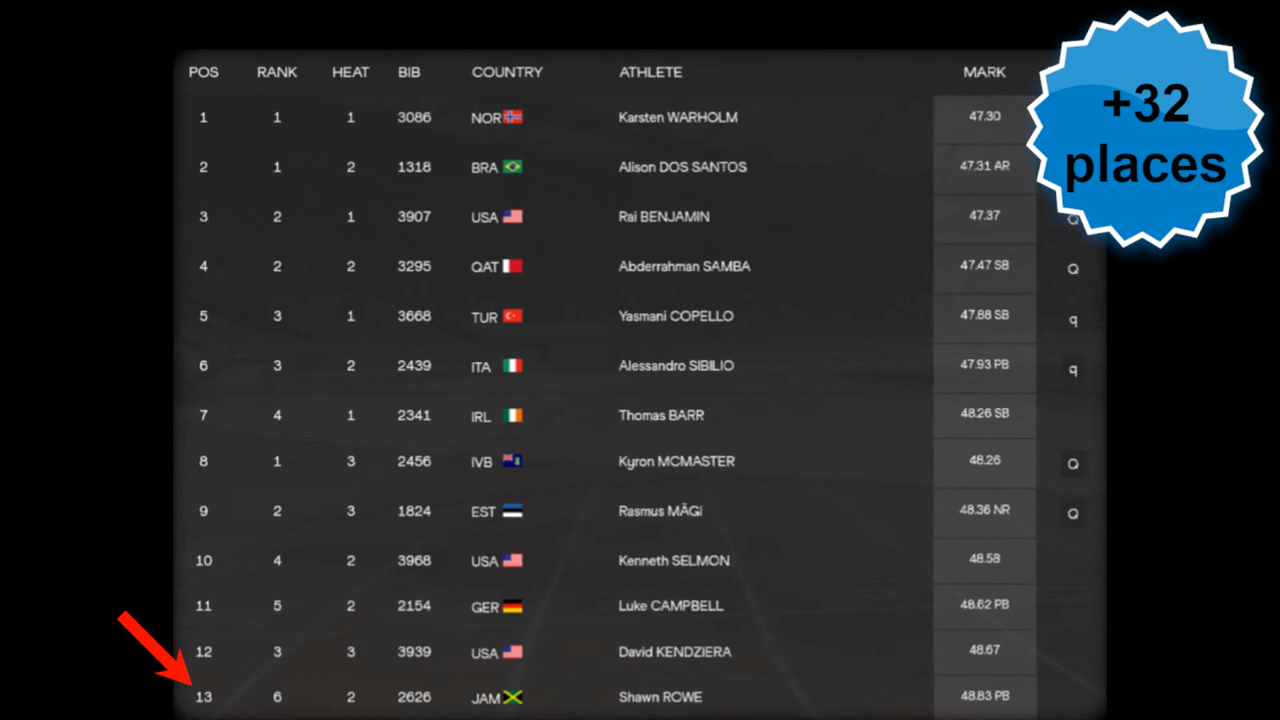 POS RANK HEAT BIB COUNTRY ATHLETE MARK
+32
places
1 1 1 3086 NOR Karsten WARHOLM 47.30
2 1 2 1318 BRA Alison DOS SANTOS 47.31 AR
3 2 1 3907 USA Rai BENJAMIN 47.37 Q
4 2 2 3295 QAT Abderrahman SAMBA 47.47 SB Q
5 3 1 3668 TUR Yasmani COPELLO 47.88 SB q
6 3 2 2439 ITA Alessandro SIBILIO 47.93 PB q
7 4 1 2341 IRL Thomas BARR 48.26 SB
8 1 3 2456 IVB Kyron MCMASTER 48.26 Q
9 2 3 1824 EST Rasmus MÄGI 48.36 NR Q
10 4 2 3968 USA Kenneth SELMON 48.58
11 5 2 2154 GER Luke CAMPBELL 48.62 PB
12 3 3 3939 USA David KENDZIERA 48.67
13 6 2 2626 JAM Shawn ROWE 48.83 PB